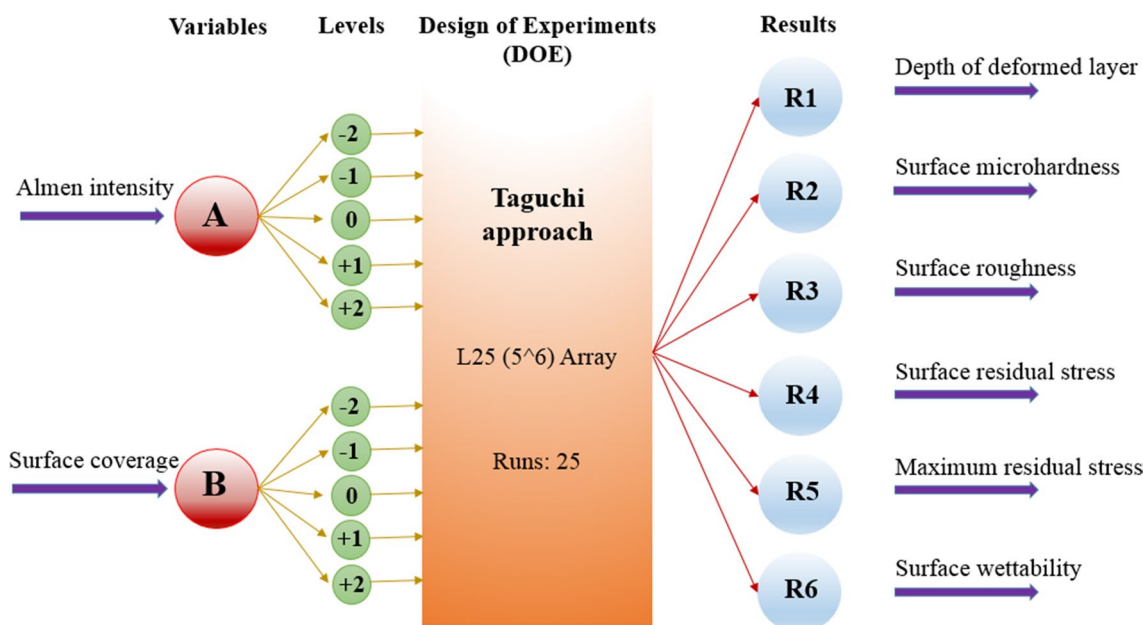 Variables
Levels
Design of Experiments
(DOE)
Results
Almen intensity
A
-2
-1
0
+1
+2
Surface coverage
B
-2
-1
0
+1
+2
Taguchi
approach
L25 (5^6) Array
Runs: 25
R1
Depth of deformed layer
R2
Surface microhardness
R3
Surface roughness
R4
Surface residual stress
R5
Maximum residual stress
R6
Surface wettability